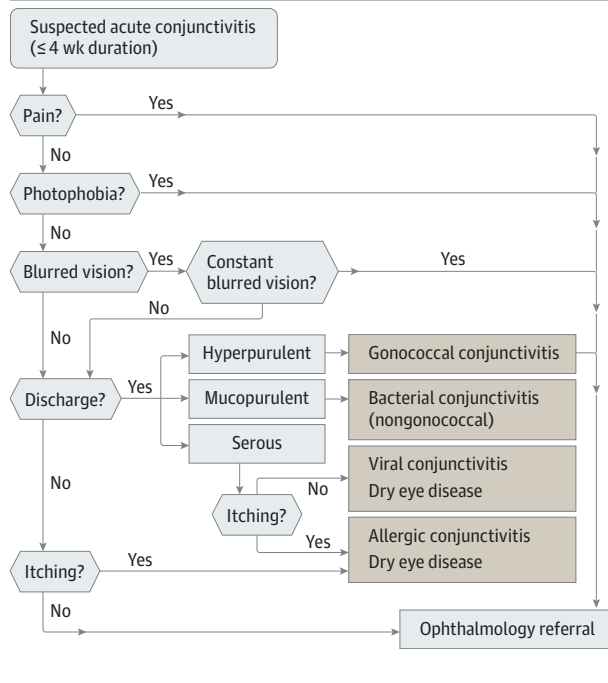 Suspected acute conjunctivitis
(≤ 4 wk duration)
Yes
Pain?
No
Yes
Photophobia?
No
Blurred vision?
Yes
Constant
blurred vision?
Yes
No
No
Hyperpurulent
Gonococcal conjunctivitis
Discharge?
Yes
Mucopurulent
Bacterial conjunctivitis
(nongonococcal)
Serous
Viral conjunctivitis
Dry eye disease
No
No
Itching?
Yes
Allergic conjunctivitis
Dry eye disease
Itching?
Yes
No
Ophthalmology referral